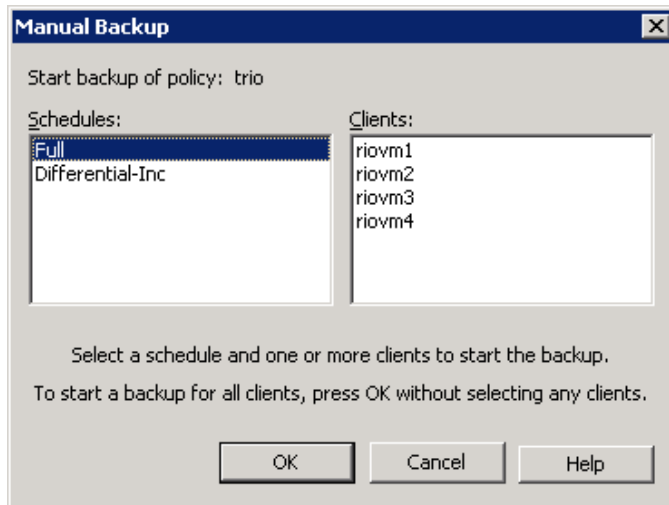 Manual Backup
Start backup of policy: trio
Schedules:
Full
Differential-Inc
Clients:
riovm1
riovm2
riovm3
riovm4
Select a schedule and one or more clients to start the backup.
To start a backup for all clients, press OK without selecting any clients.
OK
Cancel
Help